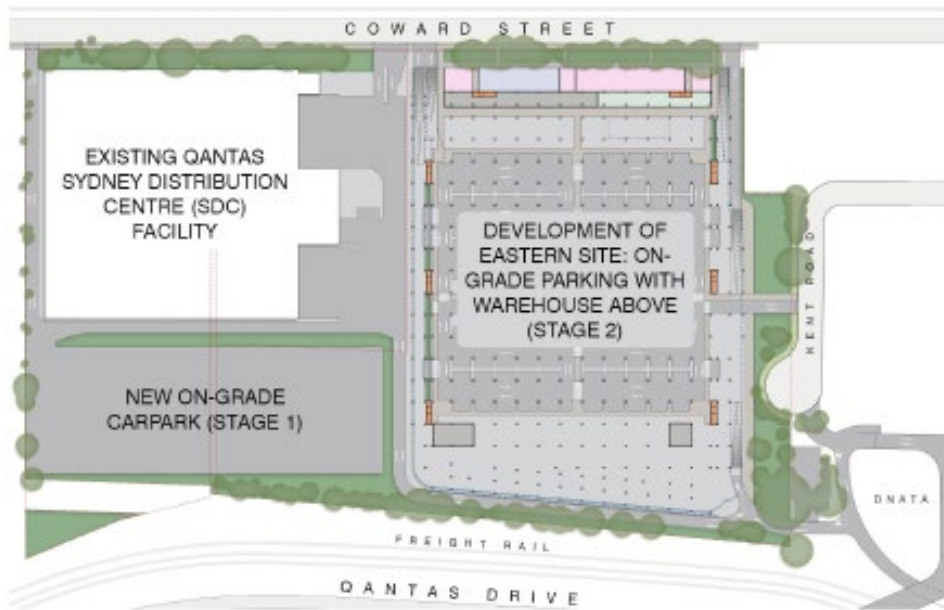 COWARD STREET
EXISTING QANTAS
SYDNEY DISTRIBUTION
CENTRE (SDC)
FACILITY
DEVELOPMENT OF
EASTERN SITE: ON-
GRADE PARKING WITH
WAREHOUSE ABOVE
(STAGE 2)
KENT ROAD
NEW ON-GRADE
CARPARK (STAGE 1)
DNATA
FREIGHT RAIL
QANTAS DRIVE